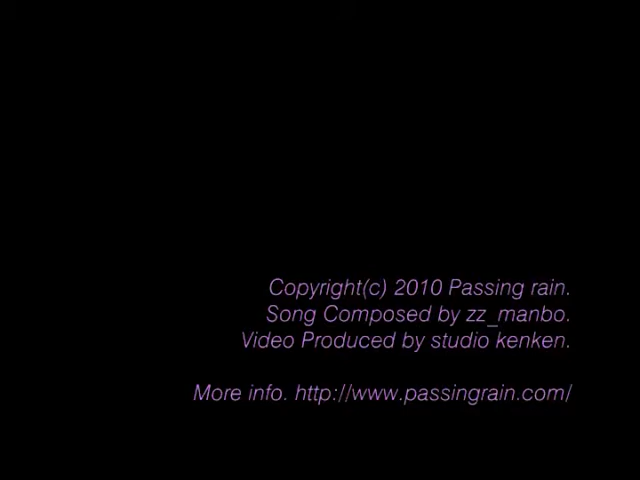 Copyright(c) 2010 Passing rain.
Song Composed by zz_manbo.
Video Produced by studio kenken.
More info. http://www.passingrain.com/